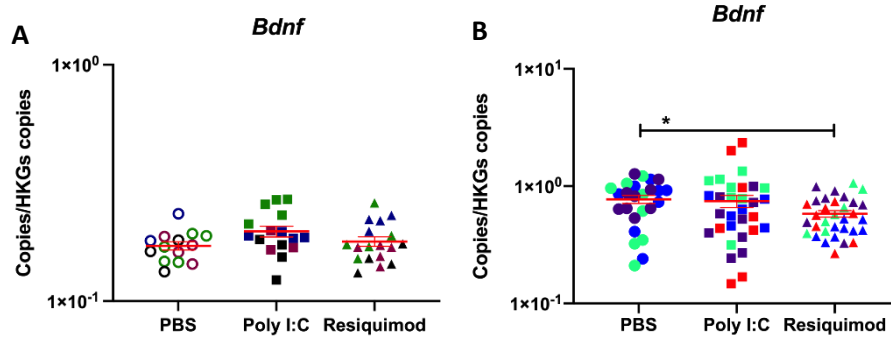 A
Bdnf
Copies/HKGs copies
1×10⁰
1×10⁻¹
PBS
Poly I:C
Resiquimod
B
Bdnf
Copies/HKGs copies
1×10¹
*
1×10⁰
1×10⁻¹
PBS
Poly I:C
Resiquimod